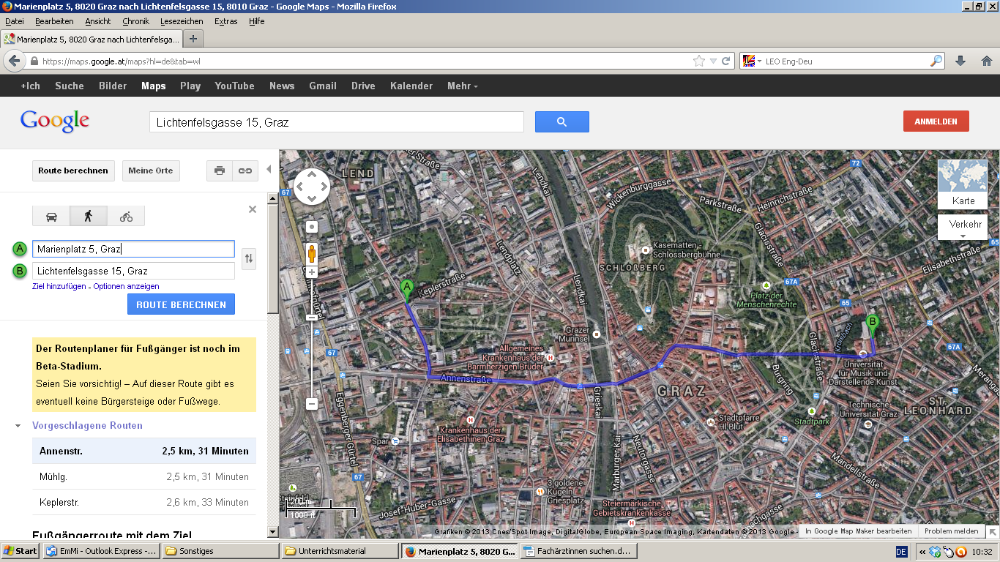 Marienplatz 5, 8020 Graz nach Lichtenfelsgasse 15, 8010 Graz - Google Maps - Mozilla Firefox
Datei Bearbeiten Ansicht Chronik Lesezeichen Extras Hilfe
Marienplatz 5, 8020 Graz nach Lichtenfelsga...
https://maps.google.at/maps?hl=de&tab=wl
LEO Eng-Deu
+Ich Suche Bilder Maps Play YouTube News Gmail Drive Kalender Mehr
Google
Lichtenfelsgasse 15, Graz
ANMELDEN
Route berechnen
Meine Orte
A Marienplatz 5, Graz
B Lichtenfelsgasse 15, Graz
Ziel hinzufügen - Optionen anzeigen
ROUTE BERECHNEN
Der Routenplaner für Fußgänger ist noch im
Beta-Stadium.
Seien Sie vorsichtig! – Auf dieser Route gibt es
eventuell keine Bürgersteige oder Fußwege.
Vorgeschlagene Routen
Annenstr. 2,5 km, 31 Minuten
Mühlg. 2,5 km, 31 Minuten
Keplerstr. 2,6 km, 33 Minuten
Fußgängerroute mit dem Ziel
LEND
67
Lendkai
Wickenburggasse
Parkstraße
Heinrichstraße
72
Karte
Verkehr
65
Glacisstraße
Elisabethstraße
Kasematten -
Schlossbergbühne
SCHLOßBERG
Lendplatz
Lendkai
Keplerstraße
A
67A
Platz der
Menschenrechte
65
B
Grazer
Murinsel
Kroisbach
Glacisstraße
67A
67
Allgemeines
Krankenhaus der
Barmherzigen Brüder
Universität
für Musik und
Darstellende Kunst
Annenstraße
Grieskai
GRAZ
Burgring
Merangasse
Eggenberger Gürtel
Technische
Universität Graz
ST.
LEONHARD
Stadtpark
Stadtpfarre
Hl Blut
Krankenhaus der
Elisabethinen Graz
Spar
Marburger Kai
Neutorgasse
Mandellstraße
67
3 goldene
Kugeln
Griesplatz
Josef-Huber-Gasse
Steiermärkische
Gebietskrankenkasse
Steinfeld
200 m
1000 ft
Grafiken © 2013 Cnes/Spot Image, DigitalGlobe, European Space Imaging, Kartendaten © 2013 Google -
In Google Map Maker bearbeiten
Problem melden
Start
EmMi - Outlook Express -...
Sonstiges
Unterrichtsmaterial
Marienplatz 5, 8020 G...
Fachärztinnen suchen.d...
DE
10:32